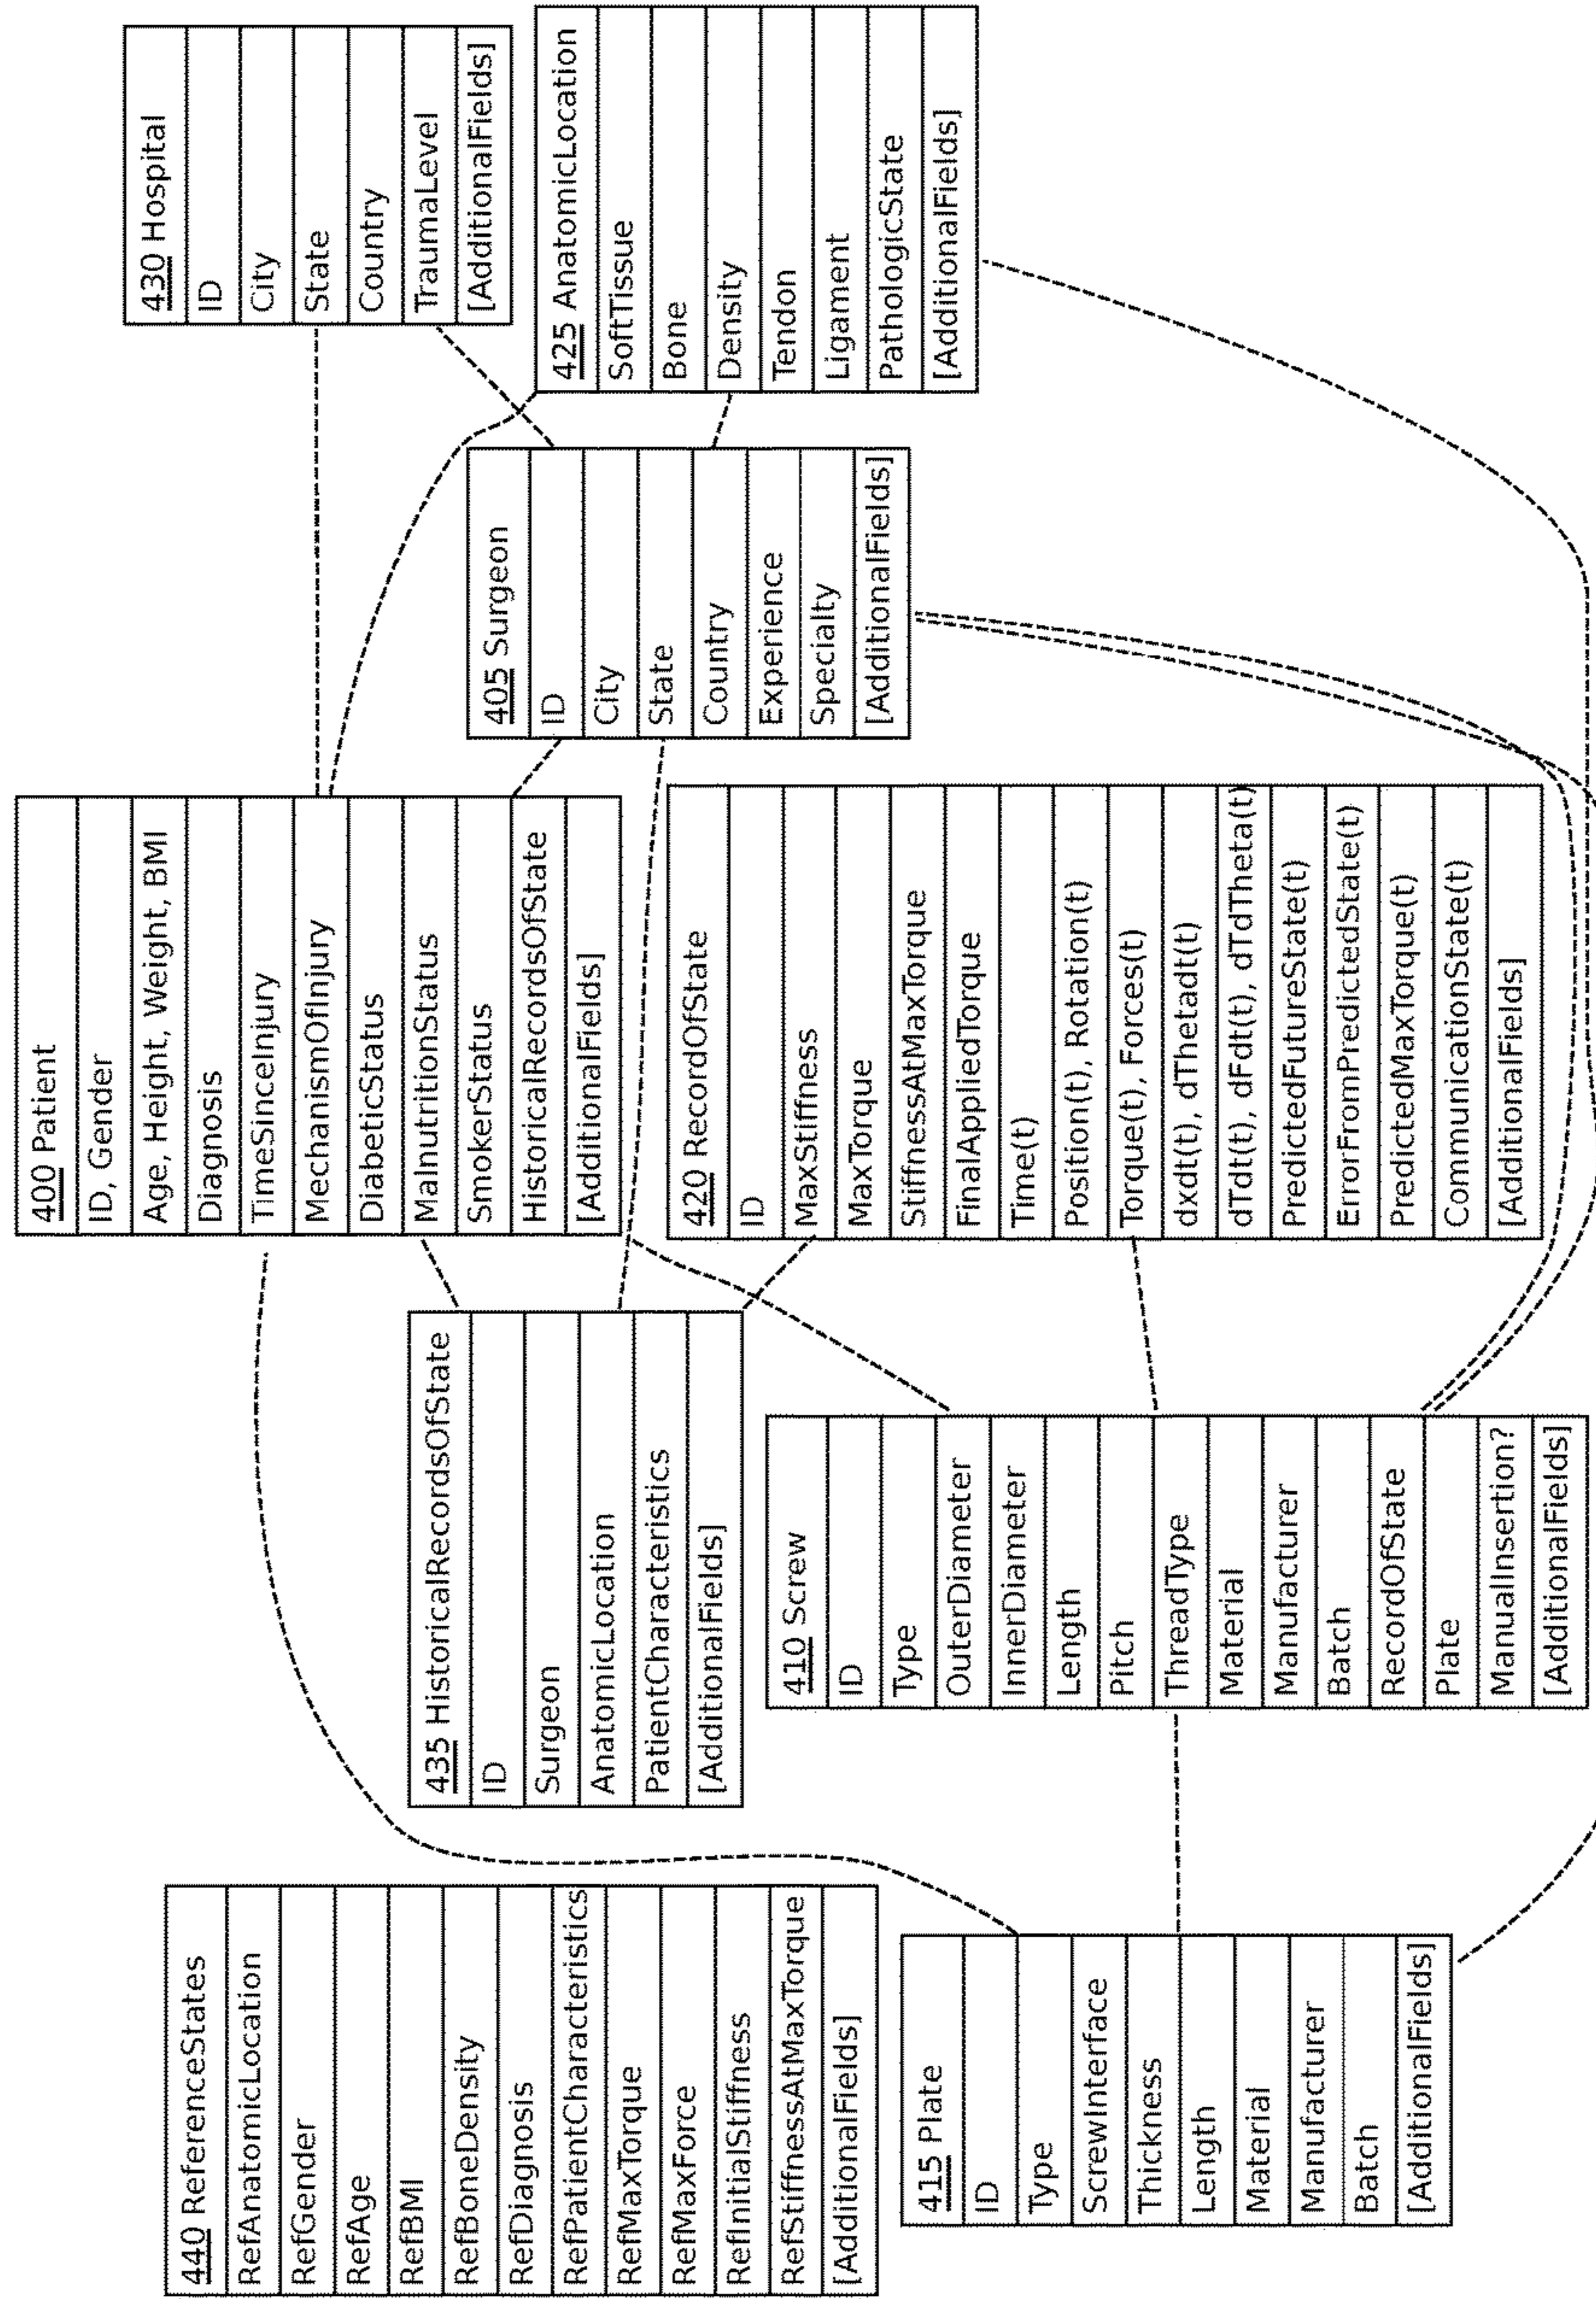 400 Patient
ID, Gender
Age, Height, Weight, BMI
Diagnosis
TimeSinceInjury
MechanismOfInjury
DiabeticStatus
MalnutritionStatus
SmokerStatus
HistoricalRecordsOfState
[AdditionalFields]
430 Hospital
ID
City
State
Country
TraumaLevel
[AdditionalFields]
440 ReferenceStates
RefAnatomicLocation
RefGender
RefAge
RefBMI
RefBoneDensity
RefDiagnosis
RefPatientCharacteristics
RefMaxTorque
RefMaxForce
RefInitialStiffness
RefStiffnessAtMaxTorque
[AdditionalFields]
435 HistoricalRecordsOfState
ID
Surgeon
AnatomicLocation
PatientCharacteristics
[AdditionalFields]
405 Surgeon
ID
City
State
Country
Experience
Specialty
[AdditionalFields]
425 AnatomicLocation
SoftTissue
Bone
Density
Tendon
Ligament
PathologicState
[AdditionalFields]
415 Plate
ID
Type
ScrewInterface
Thickness
Length
Material
Manufacturer
Batch
[AdditionalFields]
410 Screw
ID
Type
OuterDiameter
InnerDiameter
Length
Pitch
ThreadType
Material
Manufacturer
Batch
RecordOfState
Plate
ManualInsertion?
[AdditionalFields]
420 RecordOfState
ID
MaxStiffness
MaxTorque
StiffnessAtMaxTorque
FinalAppliedTorque
Time(t)
Position(t), Rotation(t)
Torque(t), Forces(t)
dxdt(t), dThetadt(t)
dTdt(t), dFdt(t), dTdTheta(t)
PredictedFutureState(t)
ErrorFromPredictedState(t)
PredictedMaxTorque(t)
CommunicationState(t)
[AdditionalFields]